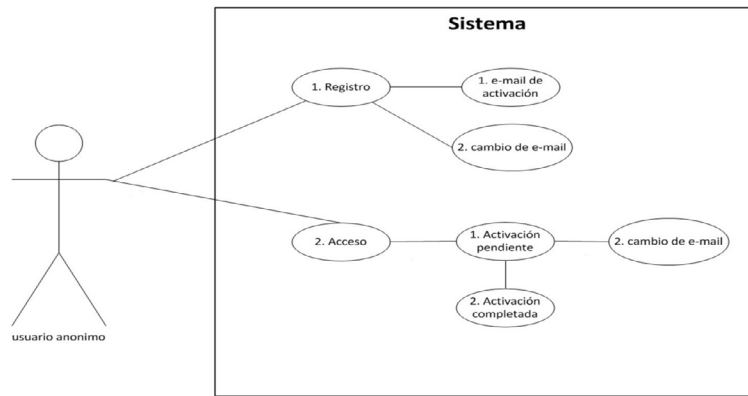 Sistema
1. Registro
1. e-mail de
activación
2. cambio de e-mail
2. Acceso
1. Activación
pendiente
2. cambio de e-mail
2. Activación
completada
usuario anonimo